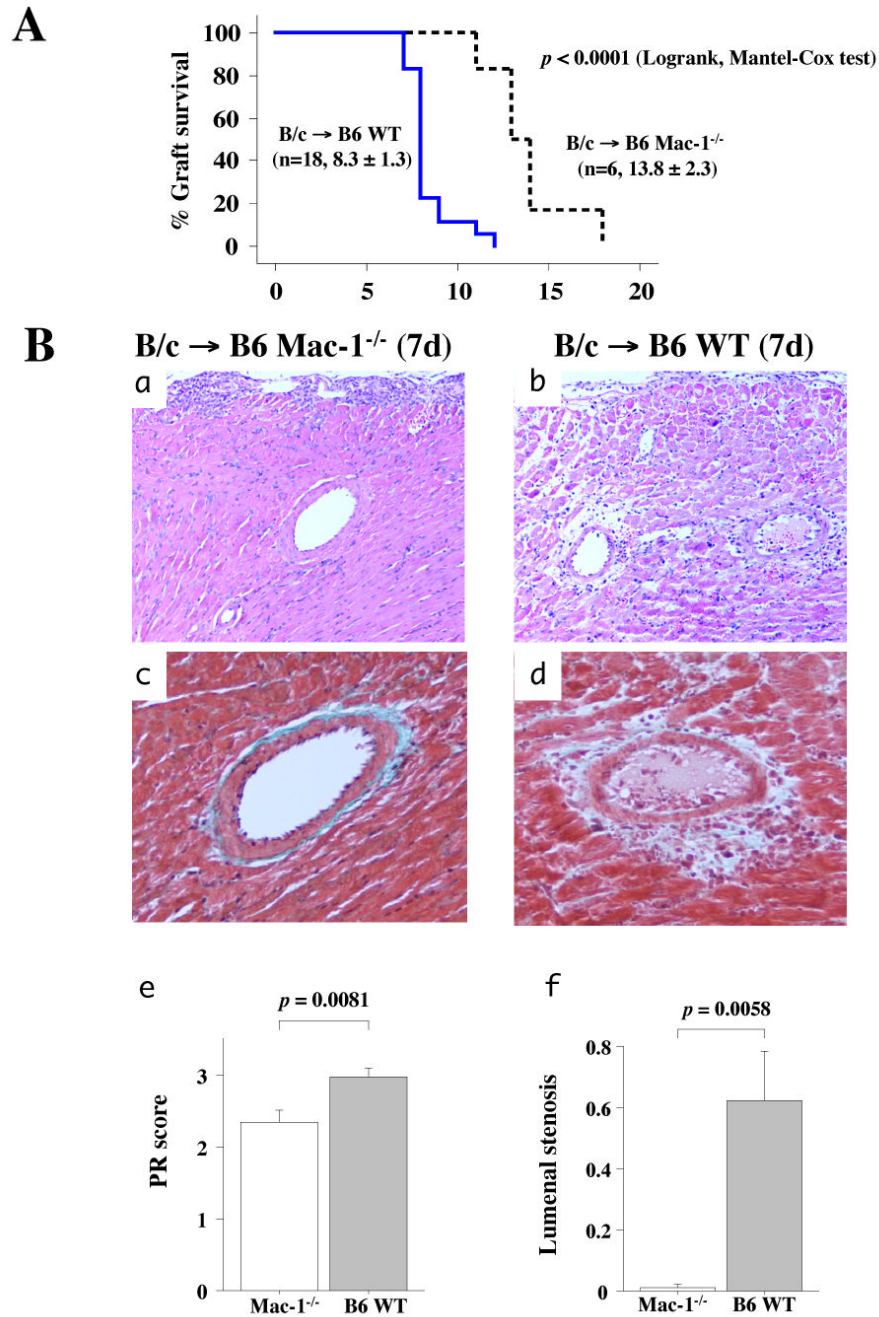 A
100
80
60
40
20
0
% Graft survival
p < 0.0001 (Logrank, Mantel-Cox test)
B/c → B6 WT
(n=18, 8.3 ± 1.3)
B/c → B6 Mac-1-/-
(n=6, 13.8 ± 2.3)
0 5 10 15 20
B
B/c → B6 Mac-1-/- (7d)
B/c → B6 WT (7d)
a
b
c
d
e
p = 0.0081
3
2
1
0
PR score
Mac-1-/- B6 WT
f
p = 0.0058
0.8
0.6
0.4
0.2
0
Lumenal stenosis
Mac-1-/- B6 WT